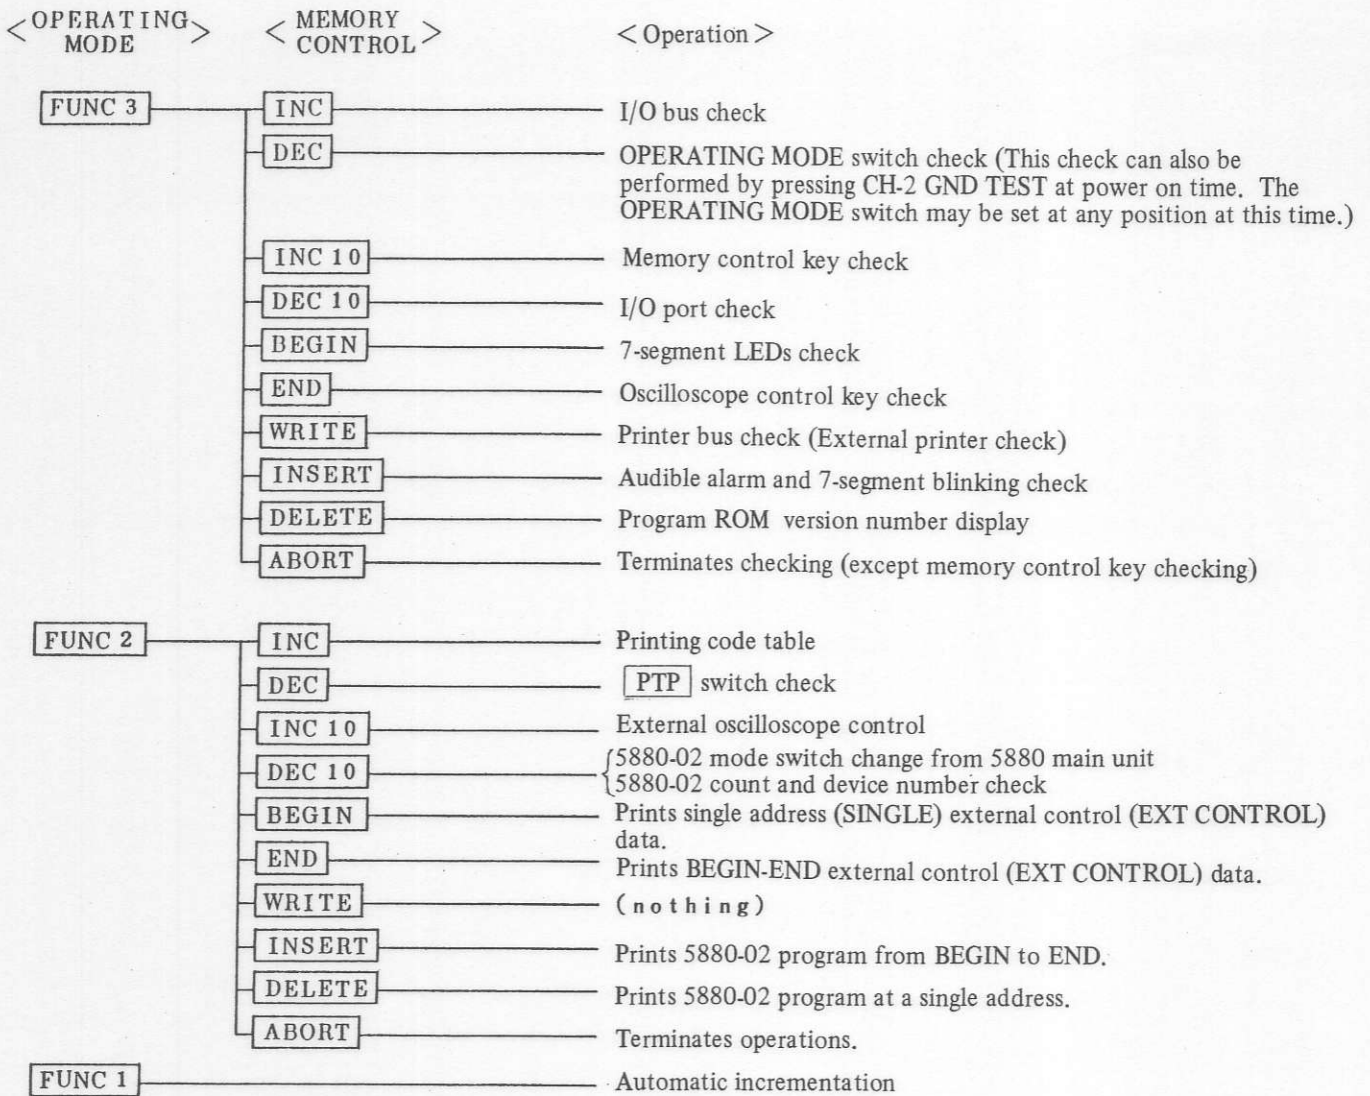 <OPERATING MODE> <MEMORY CONTROL> <Operation>
FUNC 3 INC I/O bus check
DEC OPERATING MODE switch check (This check can also be
performed by pressing CH-2 GND TEST at power on time. The
OPERATING MODE switch may be set at any position at this time.)
INC 10 Memory control key check
DEC 10 I/O port check
BEGIN 7-segment LEDs check
END Oscilloscope control key check
WRITE Printer bus check (External printer check)
INSERT Audible alarm and 7-segment blinking check
DELETE Program ROM version number display
ABORT Terminates checking (except memory control key checking)
FUNC 2 INC Printing code table
DEC PTP switch check
INC 10 External oscilloscope control
DEC 10 {5880-02 mode switch change from 5880 main unit
5880-02 count and device number check
BEGIN Prints single address (SINGLE) external control (EXT CONTROL)
data.
END Prints BEGIN-END external control (EXT CONTROL) data.
WRITE (nothing)
INSERT Prints 5880-02 program from BEGIN to END.
DELETE Prints 5880-02 program at a single address.
ABORT Terminates operations.
FUNC 1 Automatic incrementation